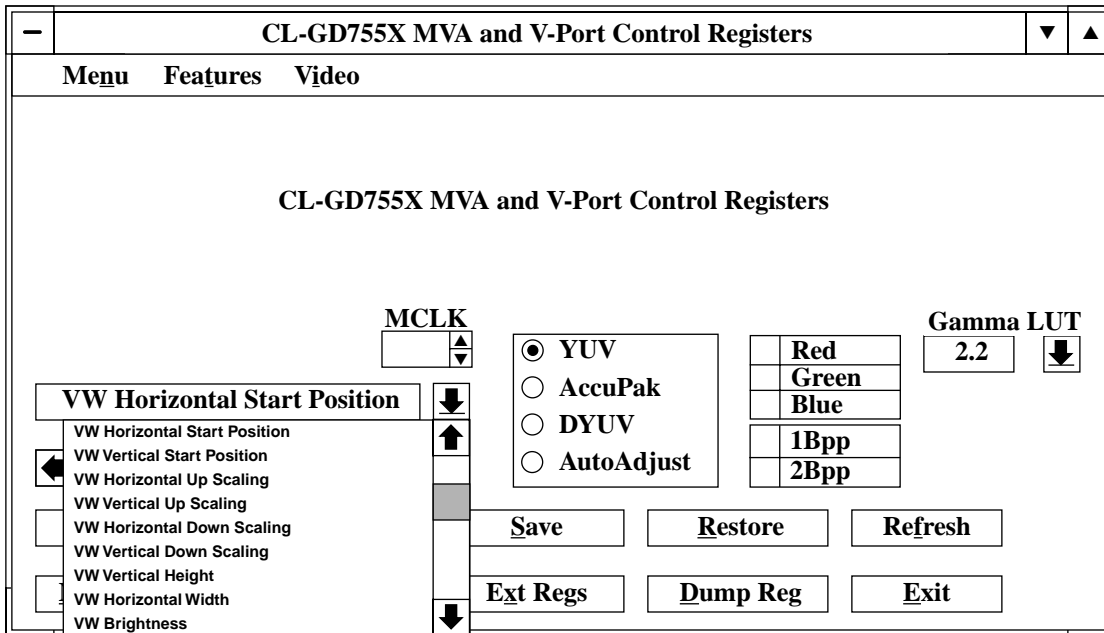 CL-GD755X MVA and V-Port Control Registers
Menu Features Video
CL-GD755X MVA and V-Port Control Registers
MCLK
Gamma LUT
2.2
YUV
AccuPak
DYUV
AutoAdjust
Red
Green
Blue
1Bpp
2Bpp
VW Horizontal Start Position
VW Horizontal Start Position
VW Vertical Start Position
VW Horizontal Up Scaling
VW Vertical Up Scaling
VW Horizontal Down Scaling
VW Vertical Down Scaling
VW Vertical Height
VW Horizontal Width
VW Brightness
Save Restore Refresh
Ext Regs Dump Reg Exit